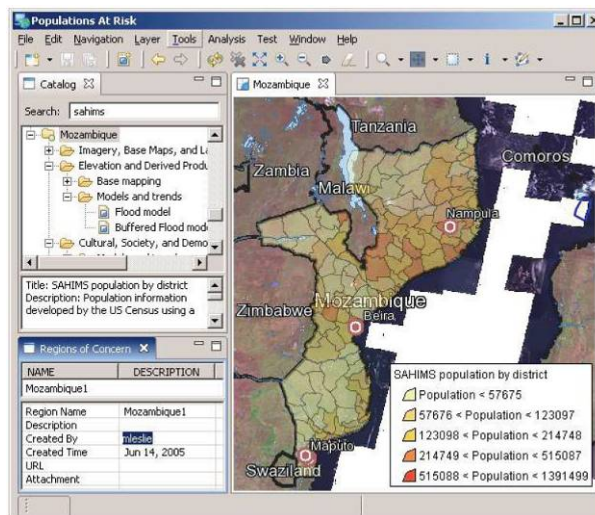 Populations At Risk
File Edit Navigation Layer Tools Analysis Test Window Help
Catalog
Search: sahims
Mozambique
Imagery, Base Maps, and La
Elevation and Derived Produ
Base mapping
Models and trends
Flood model
Buffered Flood mode
Cultural, Society, and Demo
Title: SAHIMS population by district
Description: Population information
developed by the US Census using a
Regions of Concern
NAME DESCRIPTION
Mozambique1
Region Name Mozambique1
Description
Created By mleslie
Created Time Jun 14, 2005
URL
Attachment
Mozambique
Tanzania
Comoros
Zambia
Malawi
Nampula
Zimbabwe
Mozambique
Beira
Maputo
Swaziland
SAHIMS population by district
Population < 57675
57676 < Population < 123097
123098 < Population < 214748
214749 < Population < 515087
515088 < Population < 1391499